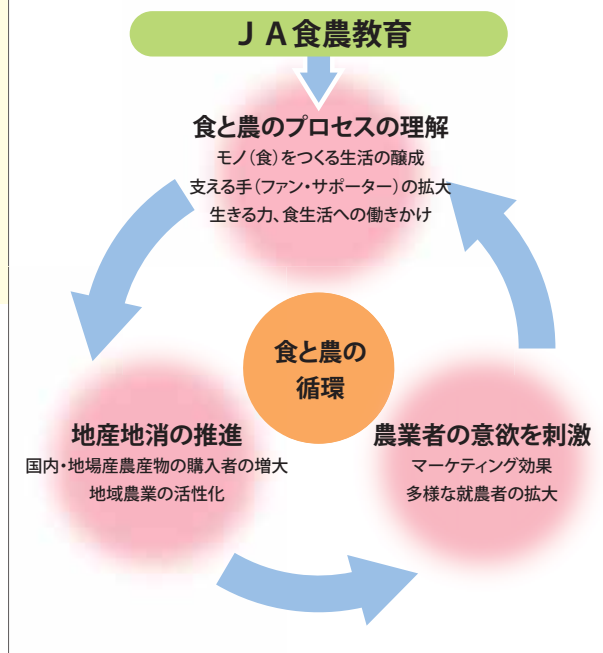 ＪＡ食農教育
食と農のプロセスの理解
モノ（食）をつくる生活の醸成
支える手（ファン・サポーター）の拡大
生きる力、食生活への働きかけ
食と農の
循環
地産地消の推進
国内・地場産農産物の購入者の増大
地域農業の活性化
農業者の意欲を刺激
マーケティング効果
多様な就農者の拡大